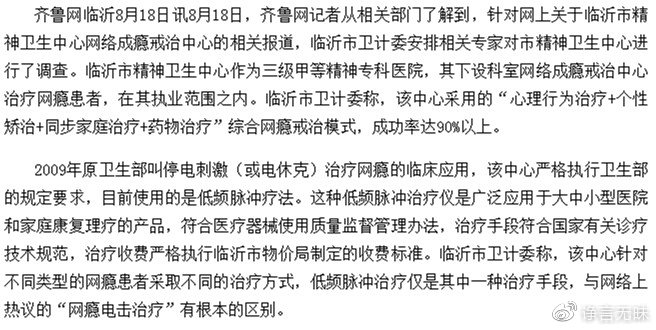 齐鲁网临沂8月18日讯8月18日，齐鲁网记者从相关部门了解到，针对网上关于临沂市精
神卫生中心网络成瘾戒治中心的相关报道，临沂市卫计委安排相关专家对市精神卫生中心进
行了调查。临沂市精神卫生中心作为三级甲等精神专科医院，其下设科室网络成瘾戒治中心
治疗网瘾患者，在其执业范围之内。临沂市卫计委称，该中心采用的“心理行为治疗+个性
矫治+同步家庭治疗+药物治疗”综合网瘾戒治模式，成功率达90%以上。
2009年原卫生部叫停电刺激（或电休克）治疗网瘾的临床应用，该中心严格执行卫生部
的规定要求，目前使用的是低频脉冲疗法。这种低频脉冲治疗仪是广泛应用于大中小型医院
和家庭康复理疗的产品，符合医疗器械使用质量监督管理办法，治疗手段符合国家有关诊疗
技术规范，治疗收费严格执行临沂市物价局制定的收费标准。临沂市卫计委称，该中心针对
不同类型的网瘾患者采取不同的治疗方式，低频脉冲治疗仅是其中一种治疗手段，与网络上
热议的“网瘾电击治疗”有根本的区别。
@诤言无昧